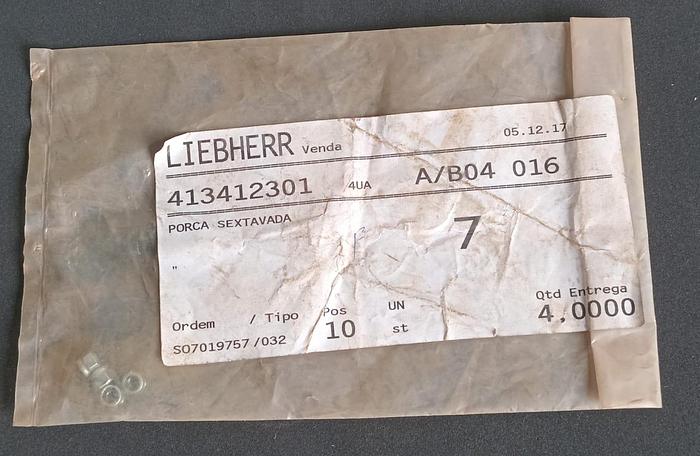 LIEBHERR Venda 05.12.17
413412301 4UA A/B04 016
PORCA SEXTAVADA
7
"
Ordem / Tipo Pos UN Qtd Entrega
SO7019757/032 10 st 4,0000